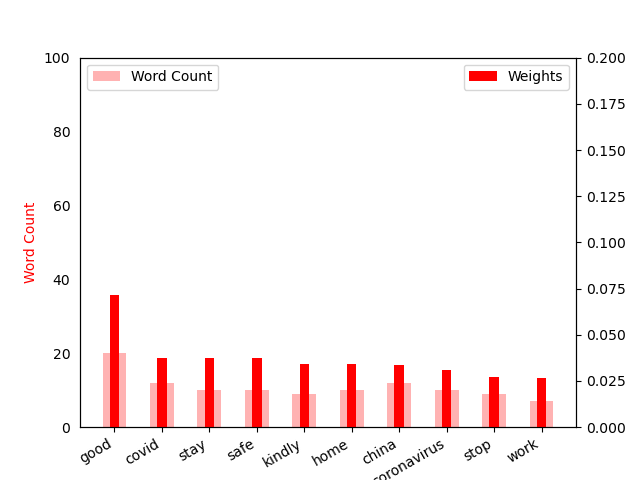 Word Count
Weights
100
80
60
40
20
0
Word Count
0.200
0.175
0.150
0.125
0.100
0.075
0.050
0.025
0.000
good
covid
stay
safe
kindly
home
china
coronavirus
stop
work